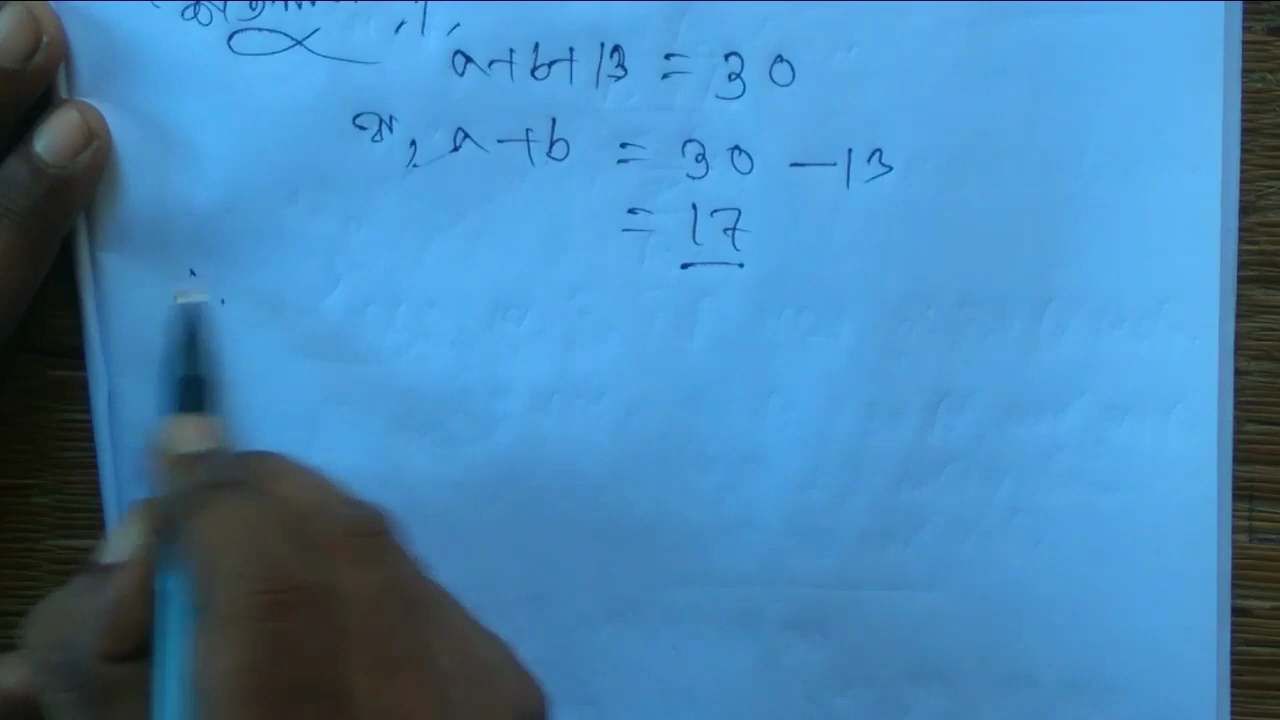 a+b+13 = 30
বা, a+b = 30 -13
= 17
∴